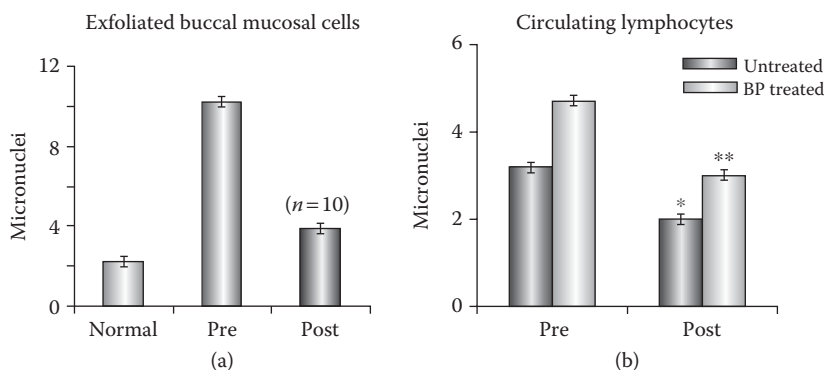 Exfoliated buccal mucosal cells
12
8
4
0
Micronuclei
(n=10)
Normal
Pre
Post
(a)
Circulating lymphocytes
6
4
2
0
Micronuclei
Untreated
BP treated
*
**
Pre
Post
(b)